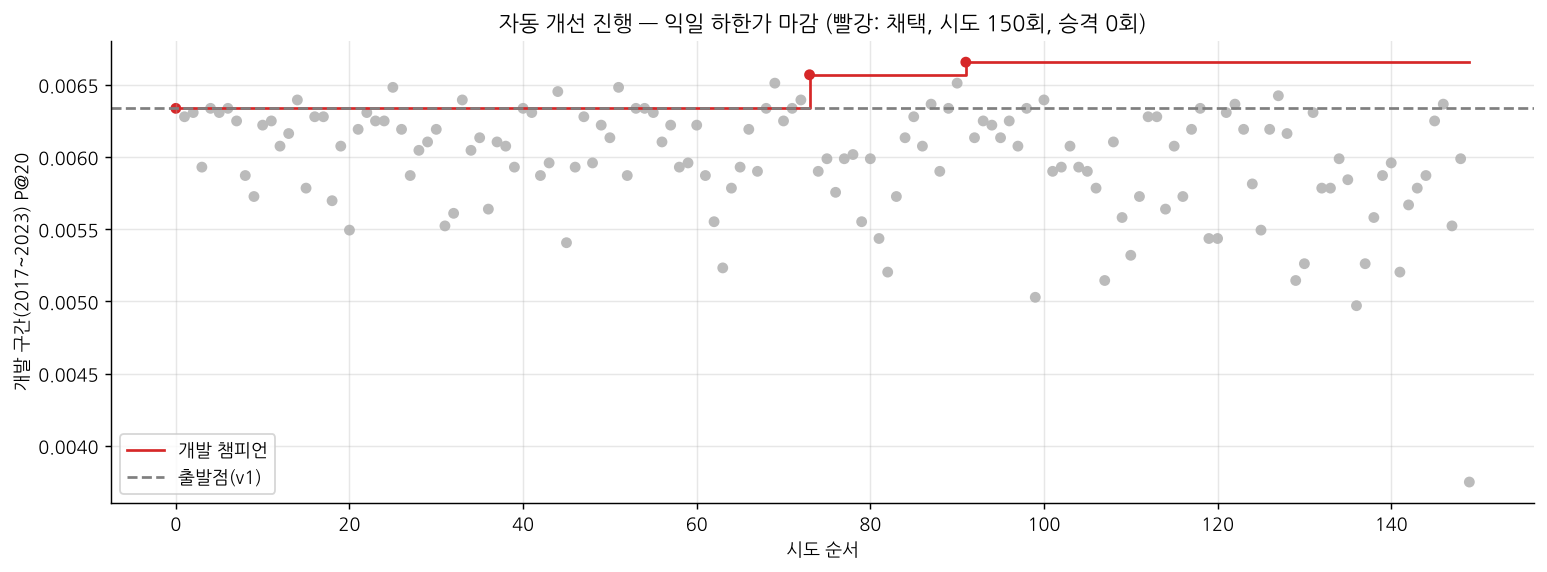 자동 개선 진행 — 익일 하한가 마감 (빨강: 채택, 시도 150회, 승격 0회)
개발 구간(2017~2023) P@20
0.0065
0.0060
0.0055
0.0050
0.0045
0.0040
개발 챔피언
출발점(v1)
0 20 40 60 80 100 120 140
시도 순서